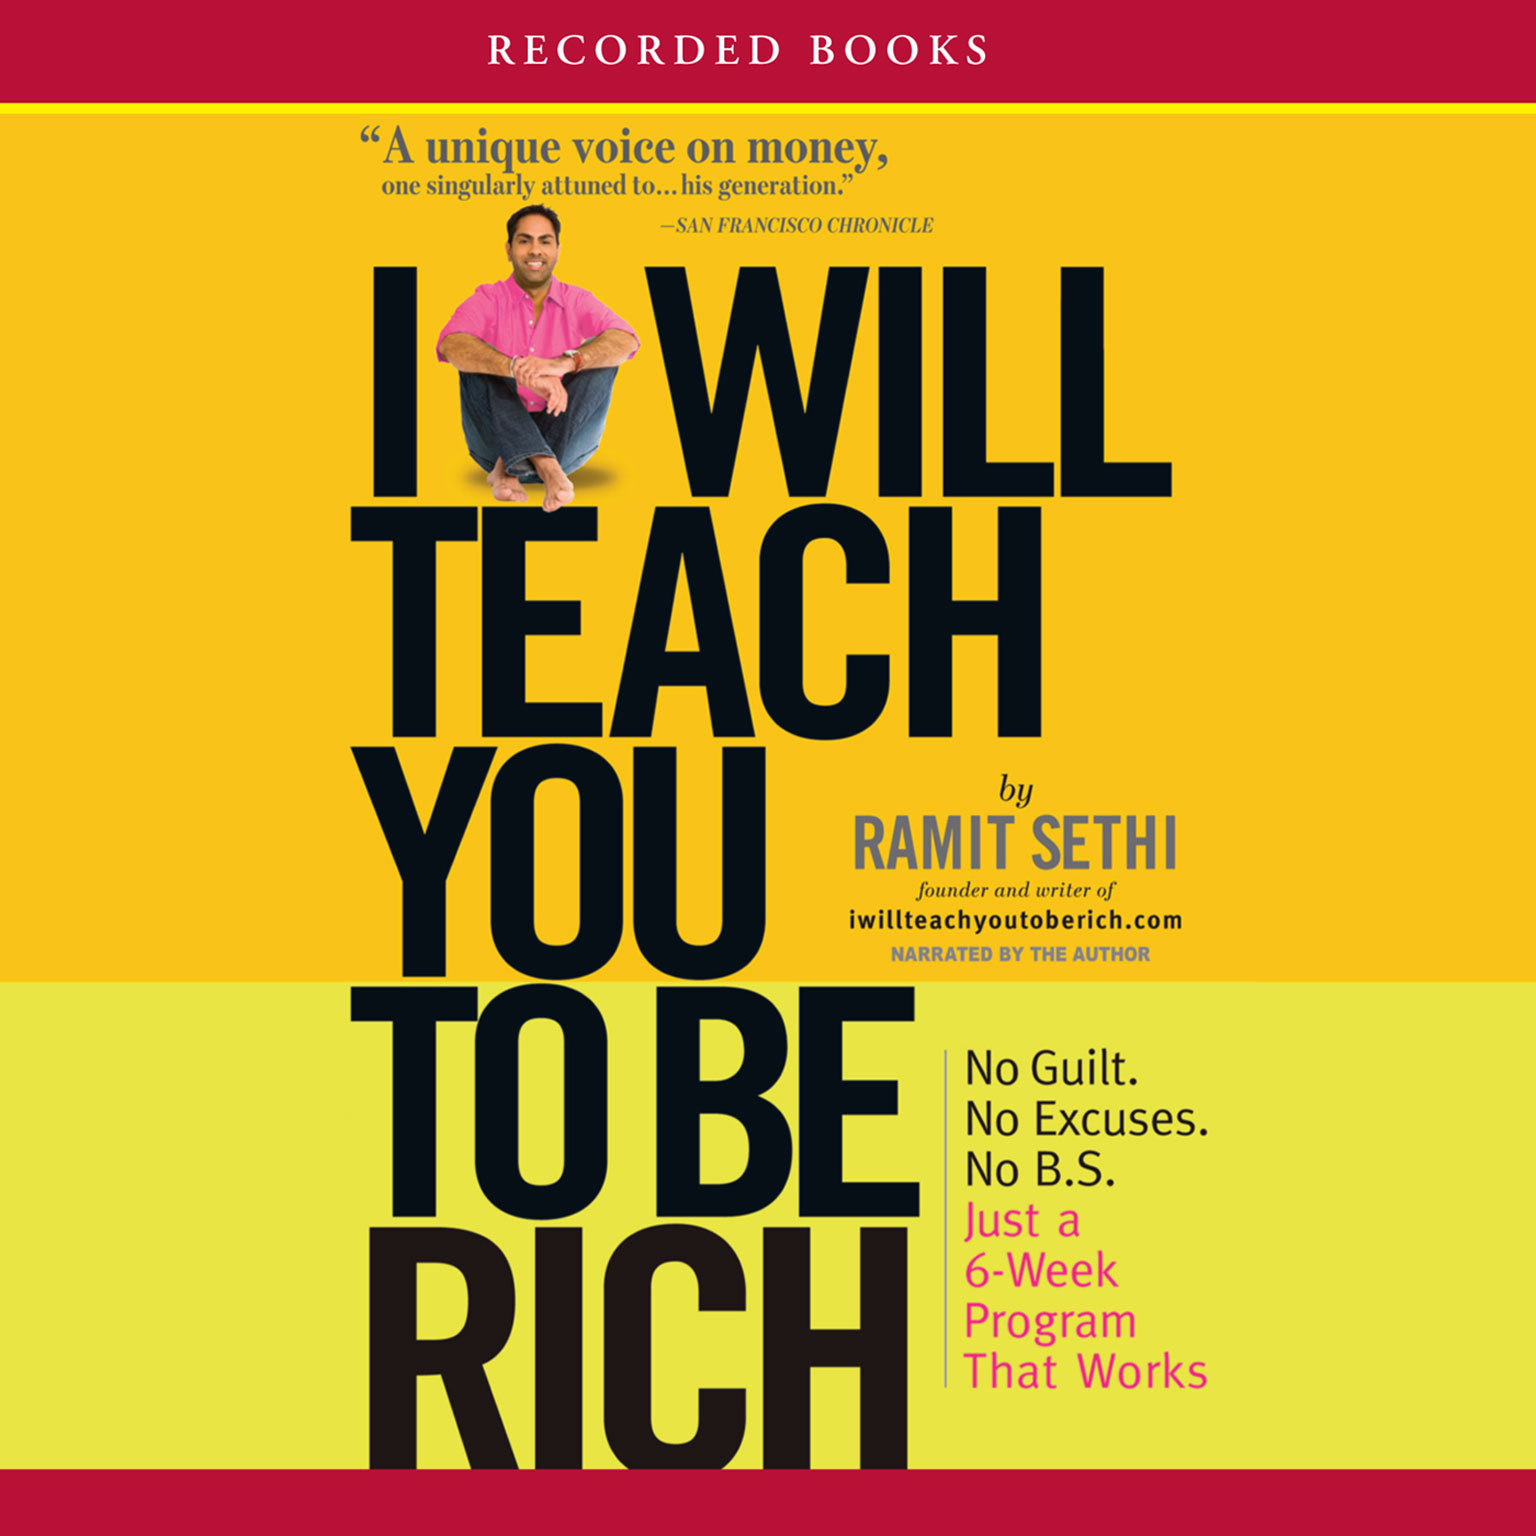 RECORDED BOOKS
“A unique voice on money,
one singularly attuned to...his generation.”
—SAN FRANCISCO CHRONICLE
I WILL
TEACH
YOU
by
RAMIT SETHI
founder and writer of
iwillteachyoutoberich.com
NARRATED BY THE AUTHOR
TO BE
RICH
No Guilt.
No Excuses.
No B.S.
Just a
6-Week
Program
That Works